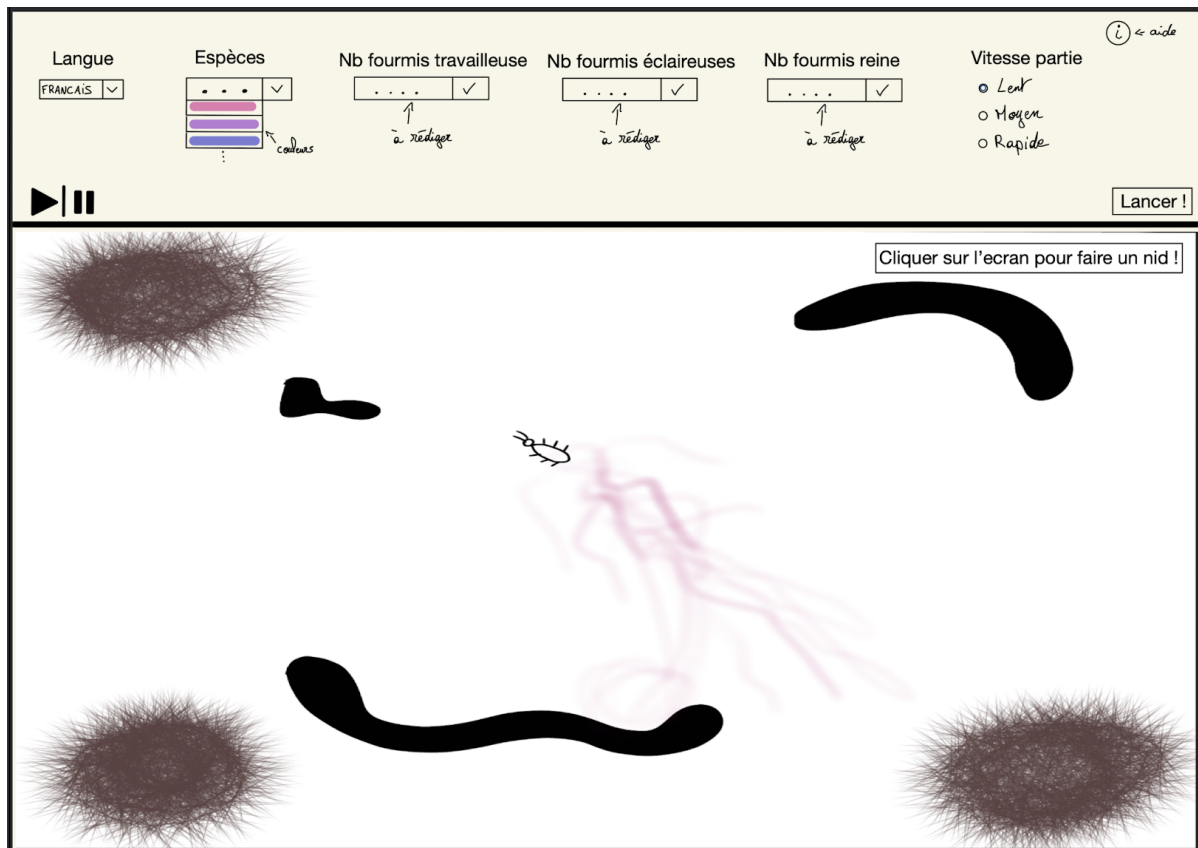 i ← aide
Langue
Espèces
Nb fourmis travailleuse
Nb fourmis éclaireuses
Nb fourmis reine
Vitesse partie
FRANCAIS
. . .
. . . .
. . . .
. . . .
Lent
Moyen
Rapide
à rédiger
à rédiger
à rédiger
couleurs
Lancer !
Cliquer sur l'ecran pour faire un nid !